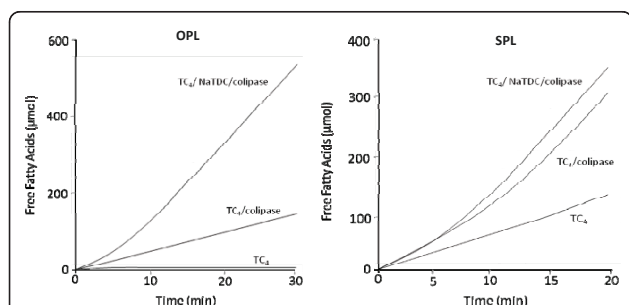 OPL
600
400
200
0
Free Fatty Acids (µmol)
TC₄/ NaTDC/colipase
TC₄/colipase
TC₄
0 10 20 30
Time (min)
SPL
400
300
200
100
0
Free Fatty Acids (µmol)
TC₄/ NaTDC/colipase
TC₄/colipase
TC₄
0 5 10 15 20
Time (min)